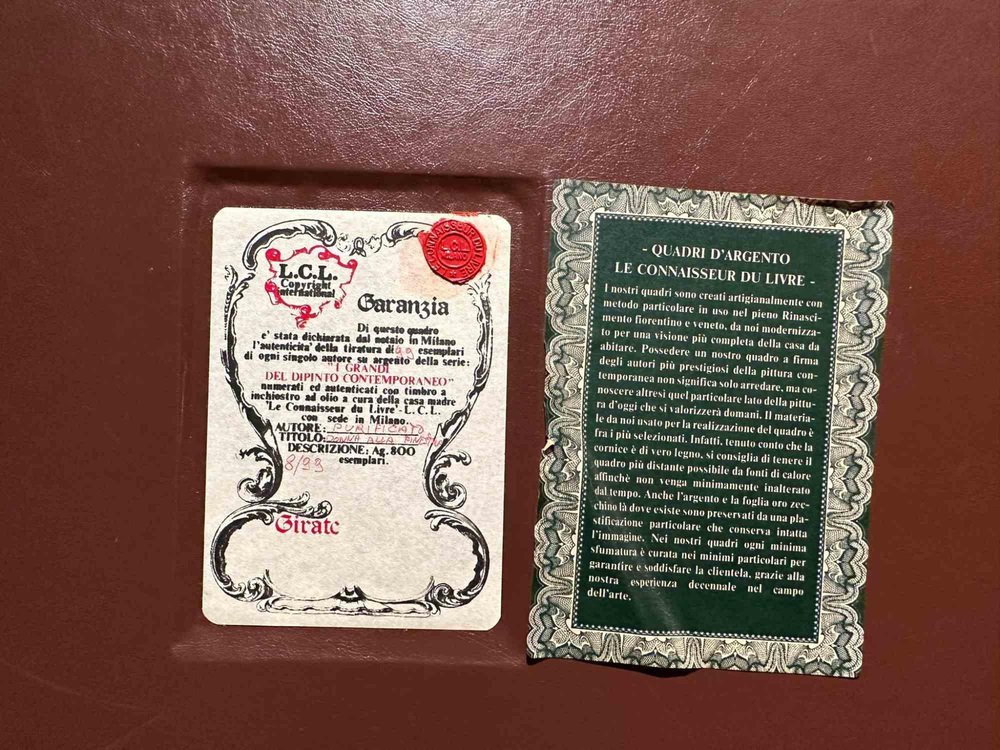 L.C.L.
Copyright
International
CONNAISSEUR DU LIVRE
L.C.L.
MILANO
Garanzia
Di questo quadro
e' stata dichiarata dal notaio in Milano
l'autenticita' della tiratura di 99 esemplari
di ogni singolo autore su argento della serie:
"I GRANDI
DEL DIPINTO CONTEMPORANEO"
numerati ed autenticati con timbro a
inchiostro ad olio a cura della casa madre
'Le Connaisseur du Livre'-L.C.L.
con sede in Milano.
AUTORE: PURIFICATO
TITOLO: DONNA ALLA
DESCRIZIONE: Ag. 800
8/99 esemplari.
Girate
- QUADRI D'ARGENTO
LE CONNAISSEUR DU LIVRE -
I nostri quadri sono creati artigianalmente con
metodo particolare in uso nel pieno Rinasci-
mento fiorentino e veneto, da noi modernizza-
to per una visione più completa della casa da
abitare. Possedere un nostro quadro a firma
degli autori più prestigiosi della pittura con-
temporanea non significa solo arredare, ma co-
noscere altresì quel particolare lato della pittu-
ra d'oggi che si valorizzerà domani. Il materia-
le da noi usato per la realizzazione del quadro è
fra i più selezionati. Infatti, tenuto conto che la
cornice è di vero legno, si consiglia di tenere il
quadro più distante possibile da fonti di calore
affinchè non venga minimamente inalterato
dal tempo. Anche l'argento e la foglia oro zec-
chino là dove esiste sono preservati da una pla-
stificazione particolare che conserva intatta
l'immagine. Nei nostri quadri ogni minima
sfumatura è curata nei minimi particolari per
garantire e soddisfare la clientela, grazie alla
nostra esperienza decennale nel campo
dell'arte.